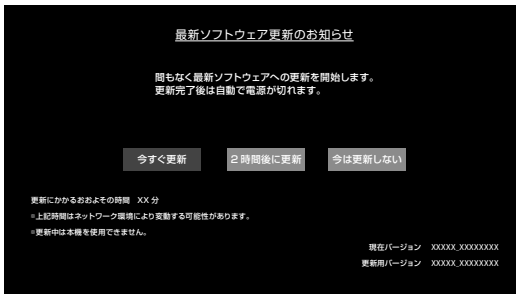 最新ソフトウェア更新のお知らせ
間もなく最新ソフトウェアへの更新を開始します。
更新完了後は自動で電源が切れます。
今すぐ更新 2時間後に更新 今は更新しない
更新にかかるおおよその時間 XX 分
※上記時間はネットワーク環境により変動する可能性があります。
※更新中は本機を使用できません。
現在バージョン XXXXX_XXXXXXXX
更新用バージョン XXXXX_XXXXXXXX